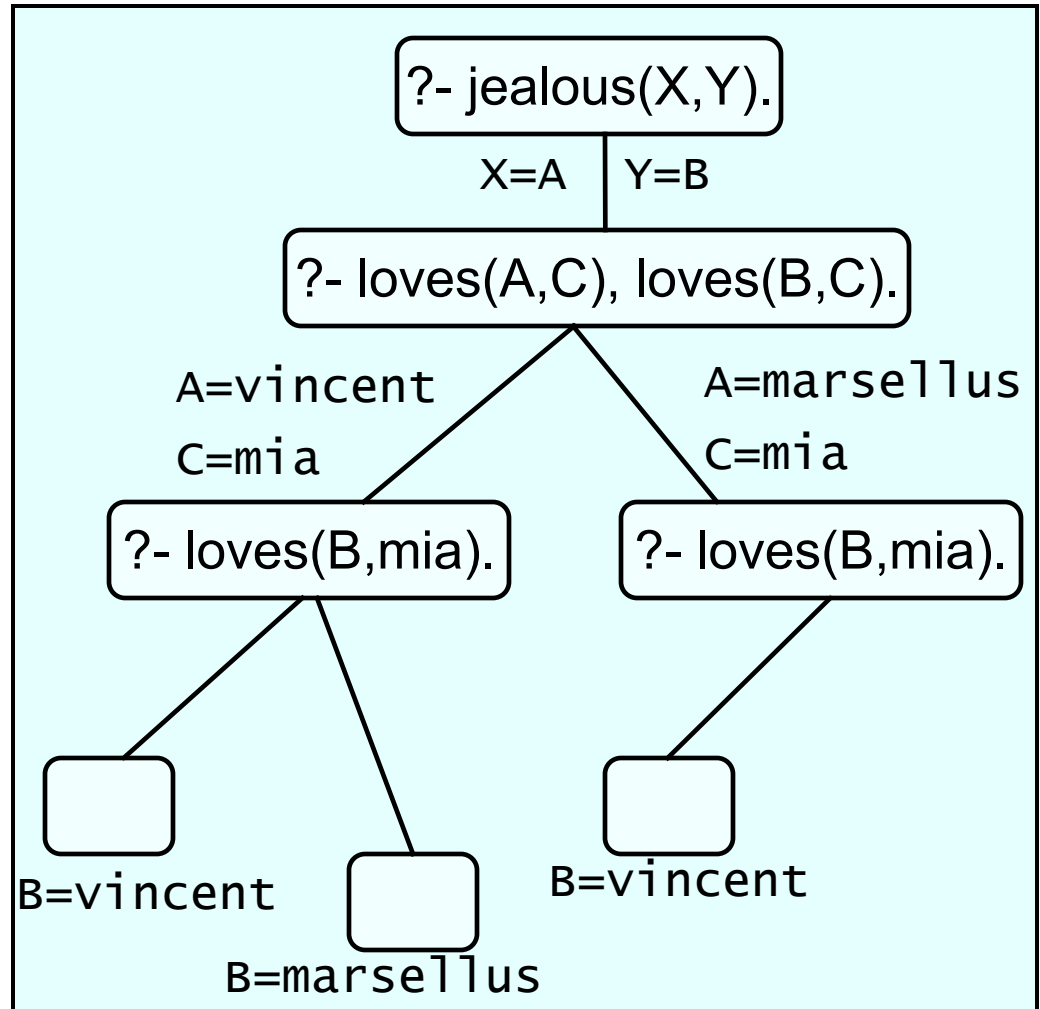 ?- jealous(X,Y).
X=A Y=B
?- loves(A,C), loves(B,C).
A=vincent
C=mia
A=marsellus
C=mia
?- loves(B,mia).
?- loves(B,mia).
B=vincent
B=marsellus
B=vincent